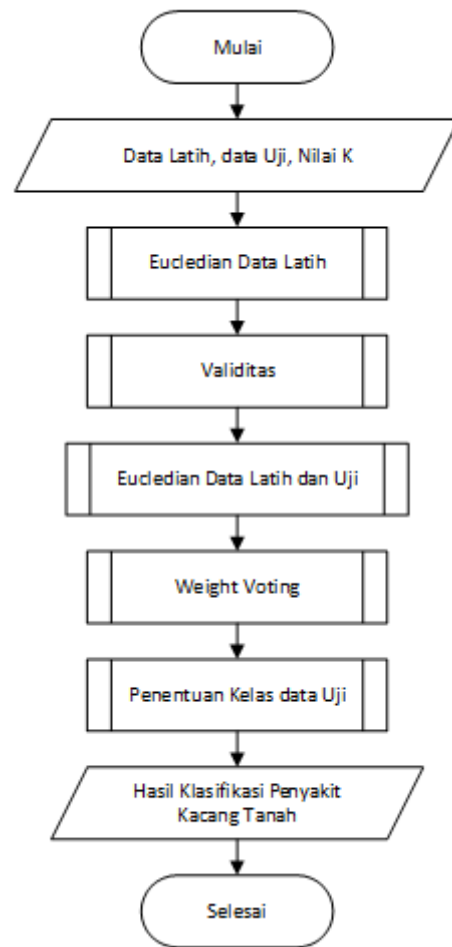 Mulai
Data Latih, data Uji, Nilai K
Eucledian Data Latih
Validitas
Eucledian Data Latih dan Uji
Weight Voting
Penentuan Kelas data Uji
Hasil Klasifikasi Penyakit
Kacang Tanah
Selesai